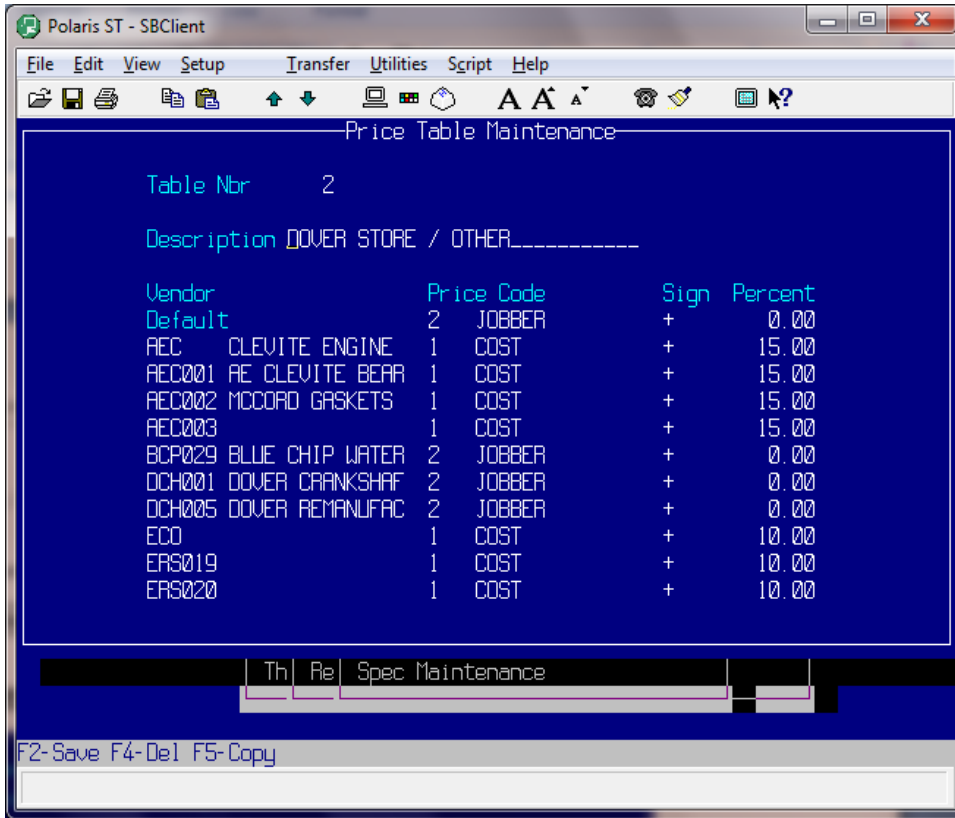 Polaris ST - SBClient
File Edit View Setup Transfer Utilities Script Help
Price Table Maintenance
Table Nbr 2
Description DOVER STORE / OTHER___________
Vendor Price Code Sign Percent
Default 2 JOBBER + 0.00
AEC CLEVITE ENGINE 1 COST + 15.00
AEC001 AE CLEVITE BEAR 1 COST + 15.00
AEC002 MCCORD GASKETS 1 COST + 15.00
AEC003 1 COST + 15.00
BCP029 BLUE CHIP WATER 2 JOBBER + 0.00
DCH001 DOVER CRANKSHAF 2 JOBBER + 0.00
DCH005 DOVER REMANUFAC 2 JOBBER + 0.00
ECO 1 COST + 10.00
ERS019 1 COST + 10.00
ERS020 1 COST + 10.00
Th Re Spec Maintenance
F2-Save F4-Del F5-Copy